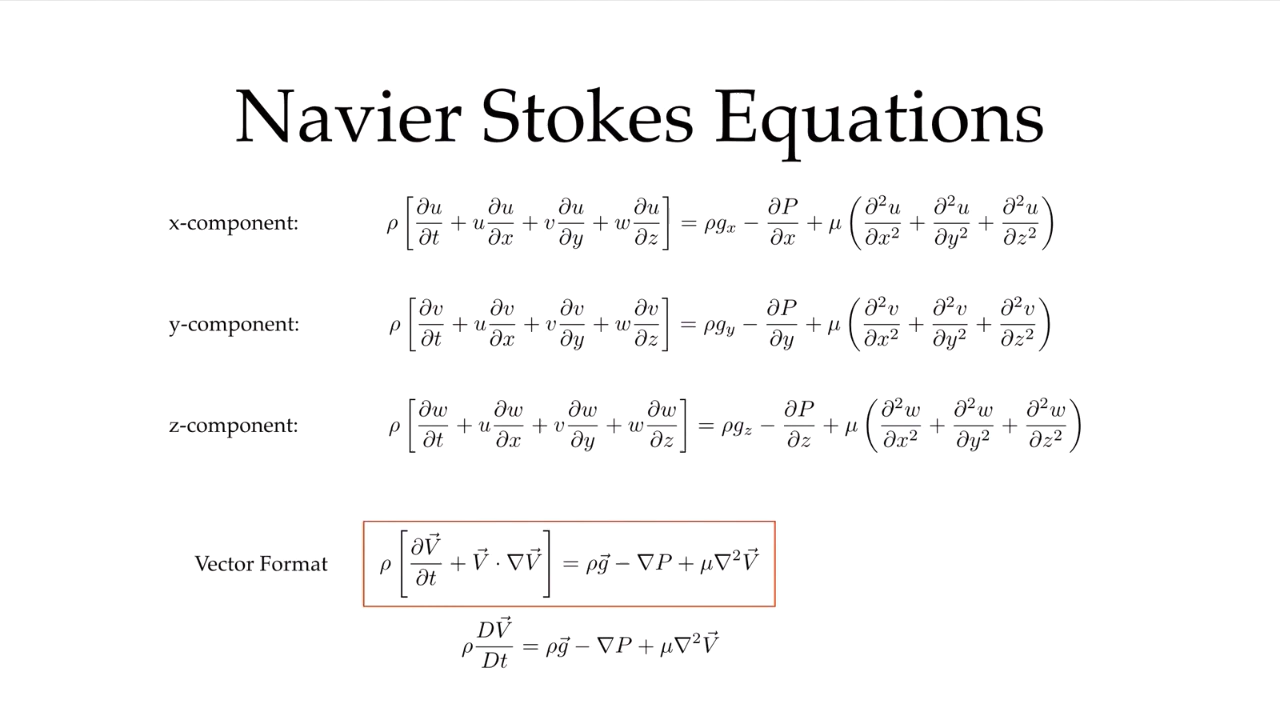 Navier Stokes Equations
x-component: ρ[∂u/∂t + u ∂u/∂x + v ∂u/∂y + w ∂u/∂z] = ρgₓ − ∂P/∂x + μ(∂²u/∂x² + ∂²u/∂y² + ∂²u/∂z²)
y-component: ρ[∂v/∂t + u ∂v/∂x + v ∂v/∂y + w ∂v/∂z] = ρg_y − ∂P/∂y + μ(∂²v/∂x² + ∂²v/∂y² + ∂²v/∂z²)
z-component: ρ[∂w/∂t + u ∂w/∂x + v ∂w/∂y + w ∂w/∂z] = ρg_z − ∂P/∂z + μ(∂²w/∂x² + ∂²w/∂y² + ∂²w/∂z²)
Vector Format ρ[∂V⃗/∂t + V⃗ · ∇V⃗] = ρg⃗ − ∇P + μ∇²V⃗
ρ DV⃗/Dt = ρg⃗ − ∇P + μ∇²V⃗